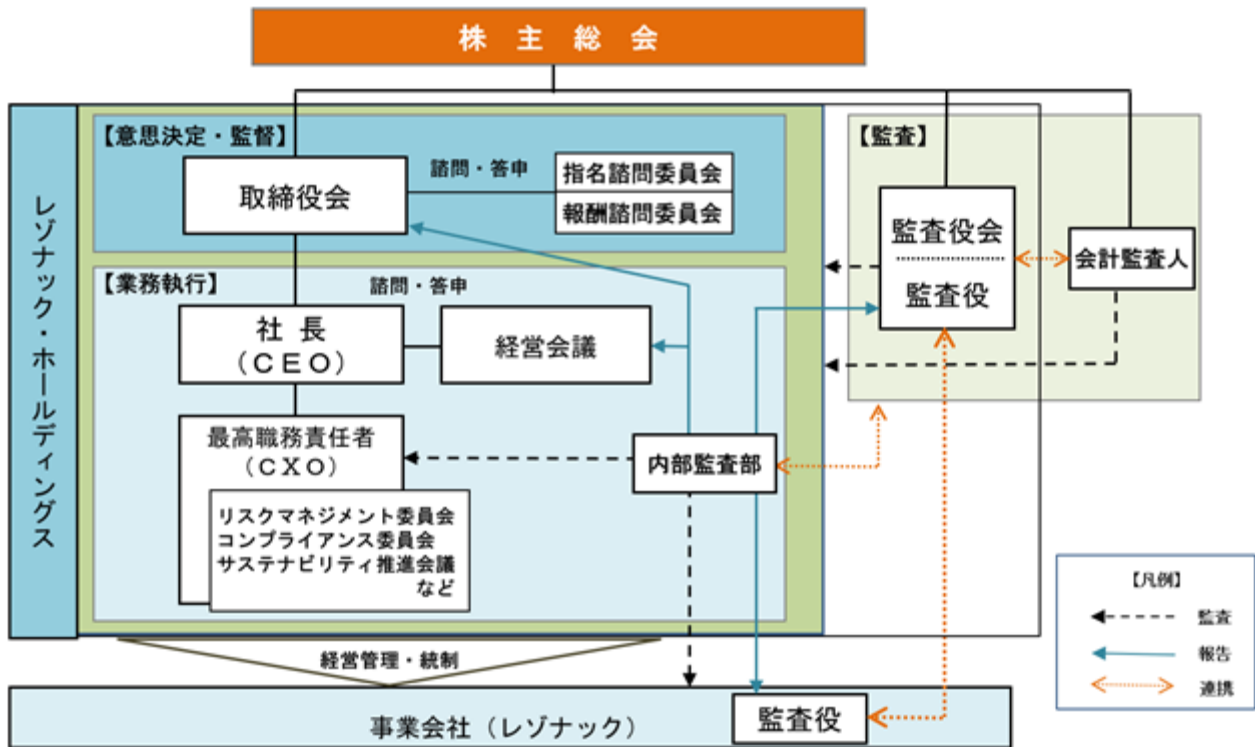 株主総会
レゾナック・ホールディングス
【意思決定・監督】
取締役会
諮問・答申
指名諮問委員会
報酬諮問委員会
【業務執行】
諮問・答申
社長
(CEO)
経営会議
最高職務責任者
(CXO)
リスクマネジメント委員会
コンプライアンス委員会
サステナビリティ推進会議
など
内部監査部
【監査】
監査役会
監査役
会計監査人
経営管理・統制
事業会社(レゾナック)
監査役
【凡例】
監査
報告
連携